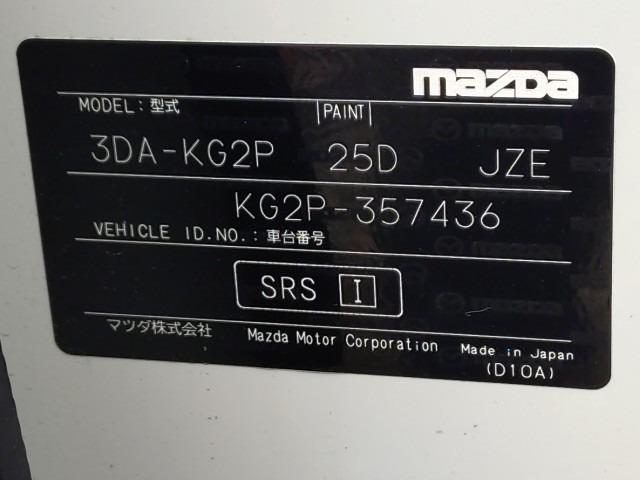 mazda
MODEL：型式 PAINT
3DA-KG2P 25D JZE
KG2P-357436
VEHICLE ID.NO.：車台番号
SRS I
マツダ株式会社 Mazda Motor Corporation Made in Japan
(D10A)